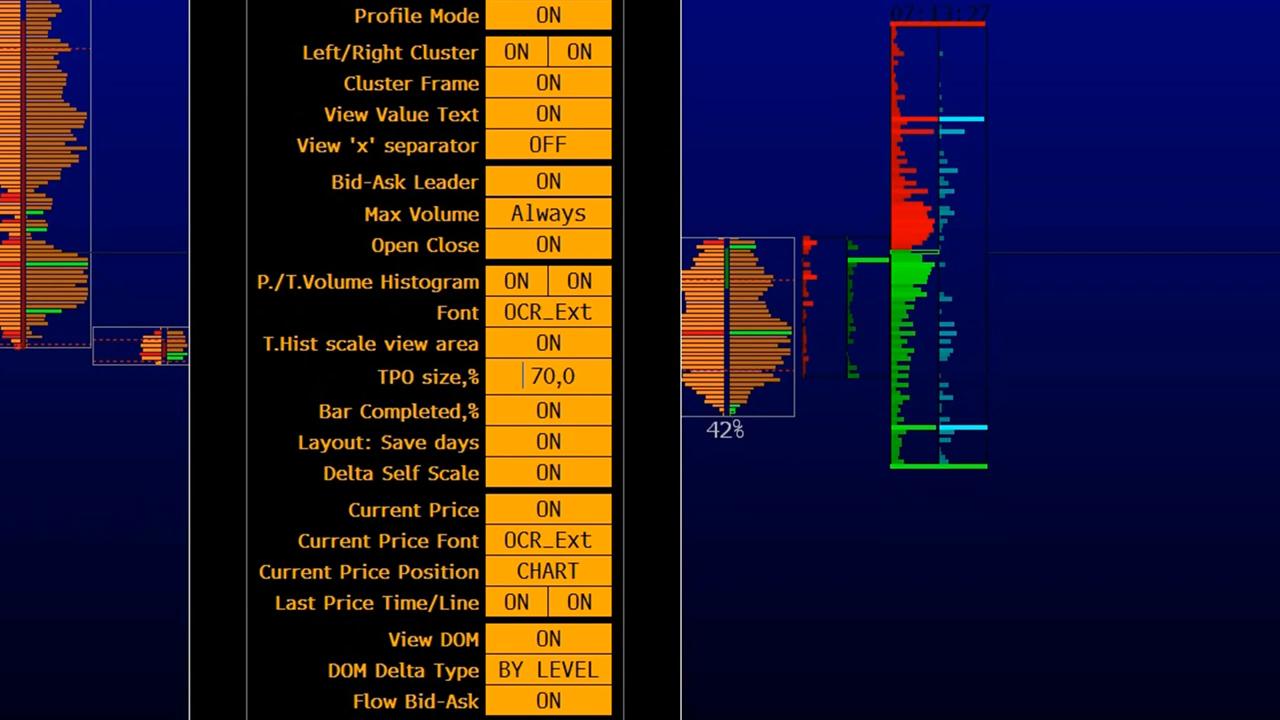 07:13:27
Profile Mode ON
Left/Right Cluster ON ON
Cluster Frame ON
View Value Text ON
View 'x' separator OFF
Bid-Ask Leader ON
Max Volume Always
Open Close ON
P./T.Volume Histogram ON ON
Font OCR_Ext
T.Hist scale view area ON
TPO size,% 70,0
Bar Completed,% ON
Layout: Save days ON
Delta Self Scale ON
Current Price ON
Current Price Font OCR_Ext
Current Price Position CHART
Last Price Time/Line ON ON
View DOM ON
DOM Delta Type BY LEVEL
Flow Bid-Ask ON
42%